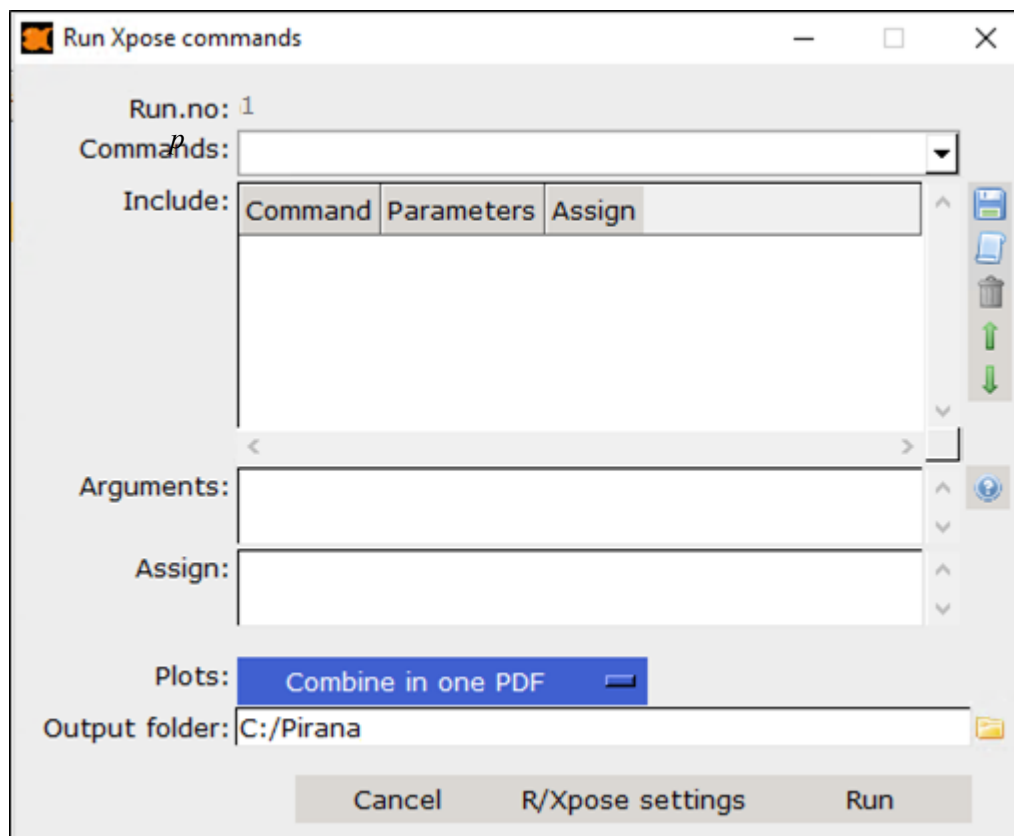 Run Xpose commands
Run.no: 1
p
Commands:
Include: Command Parameters Assign
Arguments:
Assign:
Plots: Combine in one PDF
Output folder: C:/Pirana
Cancel R/Xpose settings Run